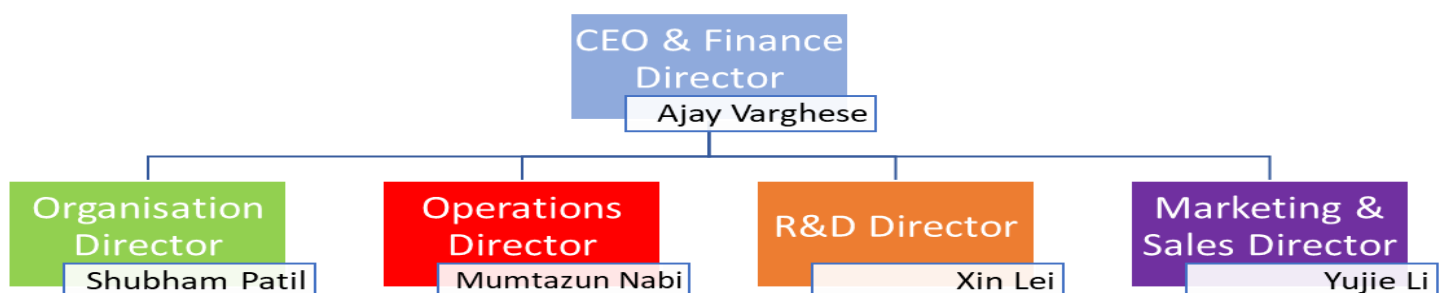 CEO & Finance
Director
Ajay Varghese
Organisation
Director
Shubham Patil
Operations
Director
Mumtazun Nabi
R&D Director
Xin Lei
Marketing &
Sales Director
Yujie Li